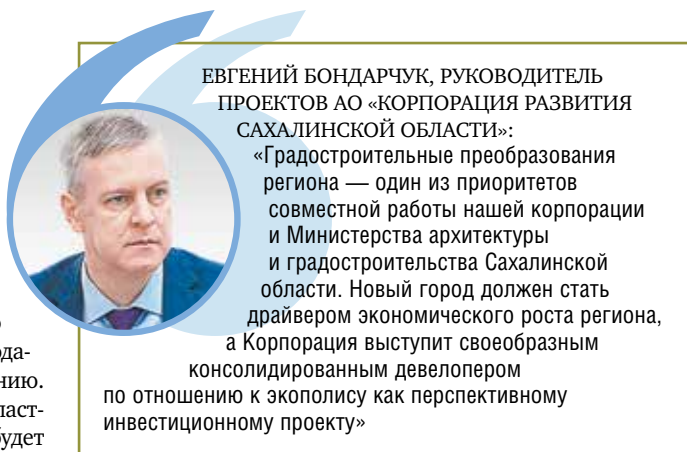 ЕВГЕНИЙ БОНДАРЧУК, РУКОВОДИТЕЛЬ
ПРОЕКТОВ АО «КОРПОРАЦИЯ РАЗВИТИЯ
САХАЛИНСКОЙ ОБЛАСТИ»:
«Градостроительные преобразования
региона — один из приоритетов
совместной работы нашей корпорации
и Министерства архитектуры
и градостроительства Сахалинской
области. Новый город должен стать
драйвером экономического роста региона,
а Корпорация выступит своеобразным
консолидированным девелопером
по отношению к экополису как перспективному
инвестиционному проекту»